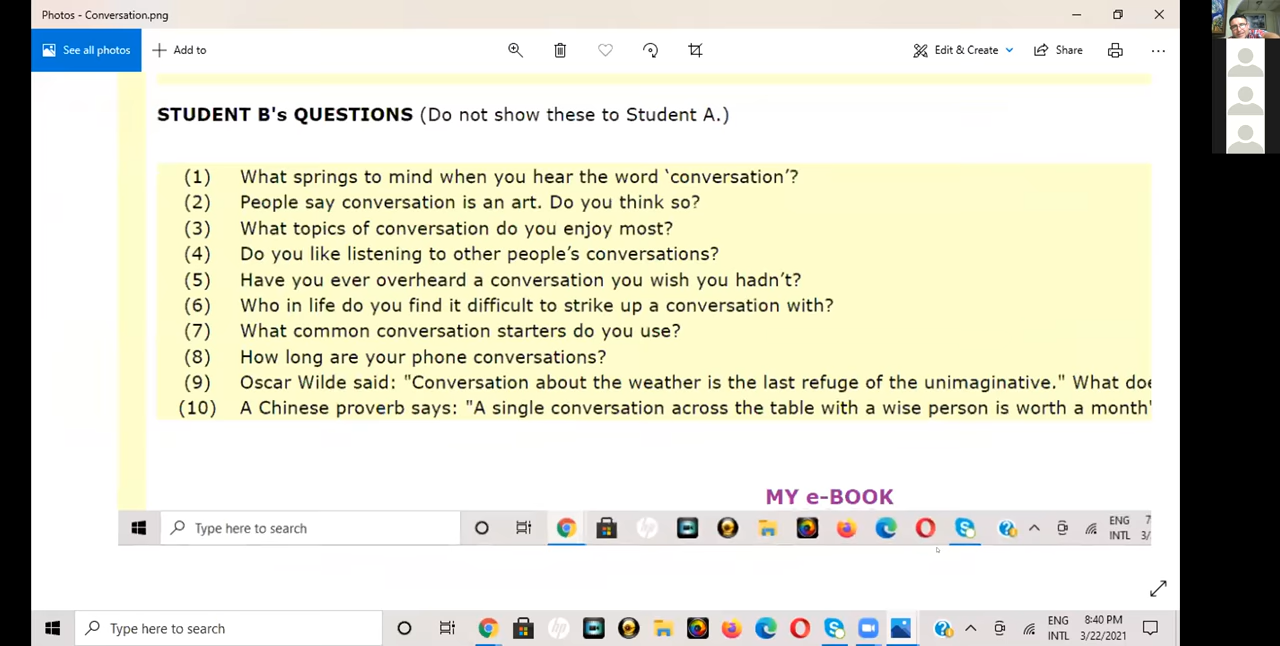 Photos - Conversation.png
See all photos
Add to
Edit & Create
Share
STUDENT B's QUESTIONS (Do not show these to Student A.)
(1) What springs to mind when you hear the word ‘conversation’?
(2) People say conversation is an art. Do you think so?
(3) What topics of conversation do you enjoy most?
(4) Do you like listening to other people’s conversations?
(5) Have you ever overheard a conversation you wish you hadn’t?
(6) Who in life do you find it difficult to strike up a conversation with?
(7) What common conversation starters do you use?
(8) How long are your phone conversations?
(9) Oscar Wilde said: "Conversation about the weather is the last refuge of the unimaginative." What
(10) A Chinese proverb says: "A single conversation across the table with a wise person is worth a month'
MY e-BOOK
Type here to search
ENG
INTL
Type here to search
ENG
INTL
8:40 PM
3/22/2021